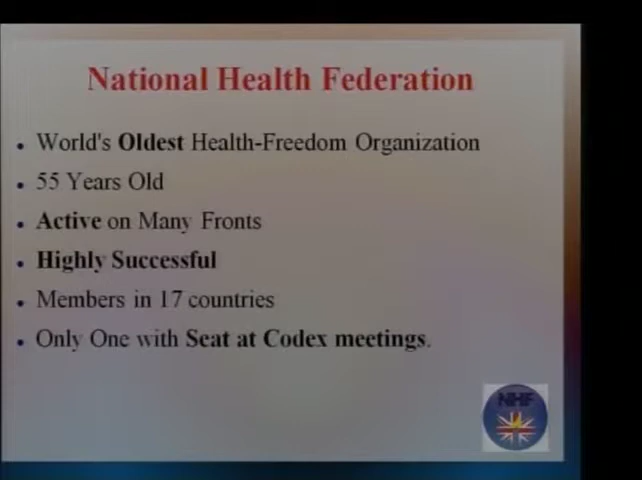 National Health Federation
• World's Oldest Health-Freedom Organization
• 55 Years Old
• Active on Many Fronts
• Highly Successful
• Members in 17 countries
• Only One with Seat at Codex meetings.
NHF